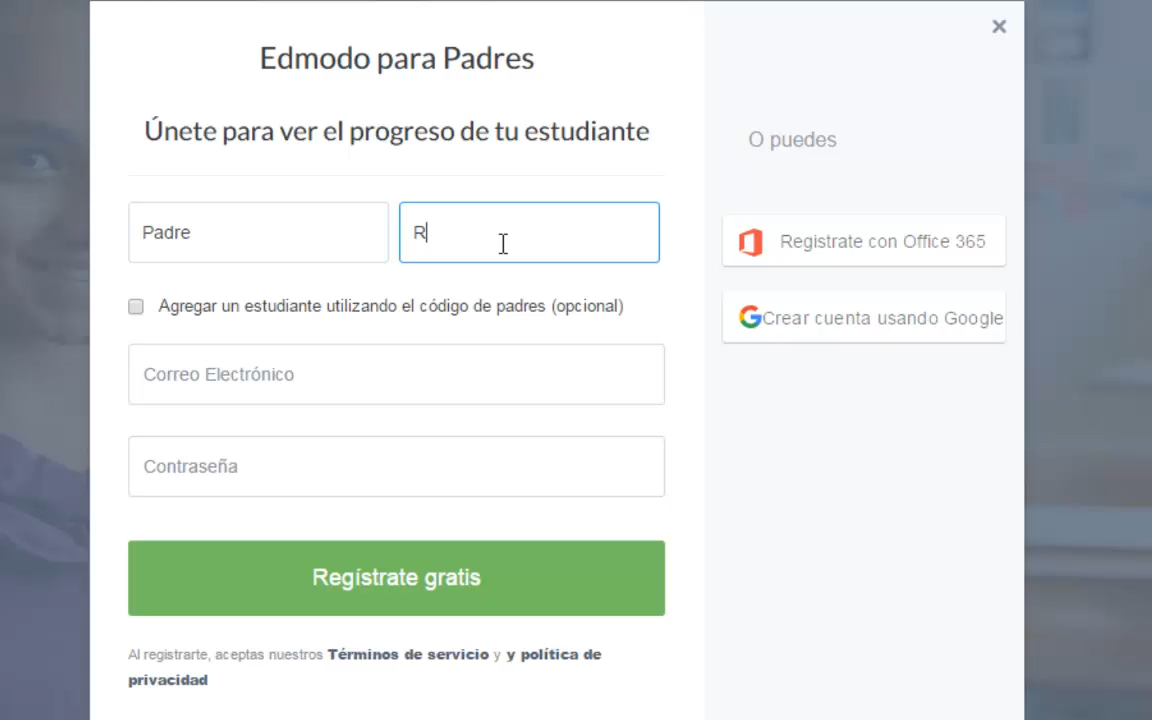 Edmodo para Padres
Únete para ver el progreso de tu estudiante
Padre
R
Agregar un estudiante utilizando el código de padres (opcional)
Correo Electrónico
Contraseña
Regístrate gratis
Al registrarte, aceptas nuestros Términos de servicio y y política de
privacidad
O puedes
Registrate con Office 365
Crear cuenta usando Google